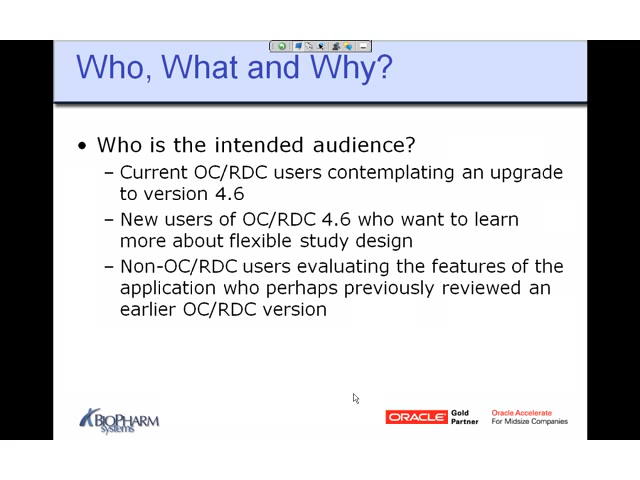 Who, What and Why?
• Who is the intended audience?
– Current OC/RDC users contemplating an upgrade
to version 4.6
– New users of OC/RDC 4.6 who want to learn
more about flexible study design
– Non-OC/RDC users evaluating the features of the
application who perhaps previously reviewed an
earlier OC/RDC version
BIOPHARM
systems
ORACLE Gold
Partner
Oracle Accelerate
For Midsize Companies